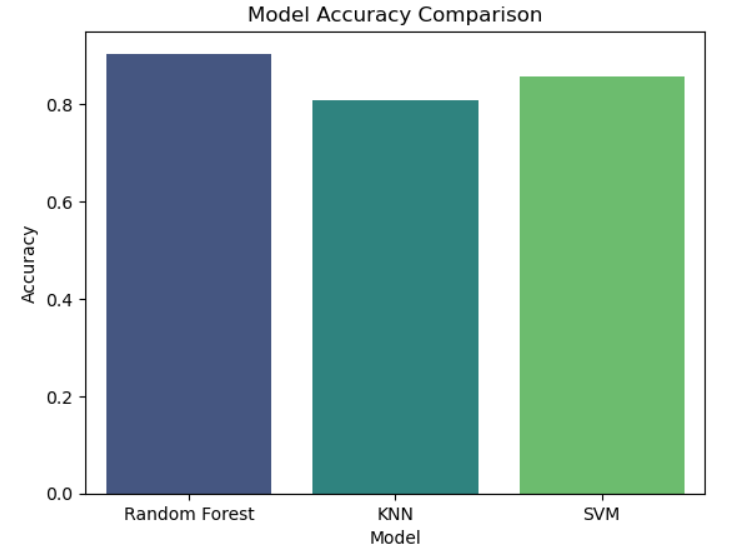 Model Accuracy Comparison
Accuracy
0.8
0.6
0.4
0.2
0.0
Random Forest KNN SVM
Model